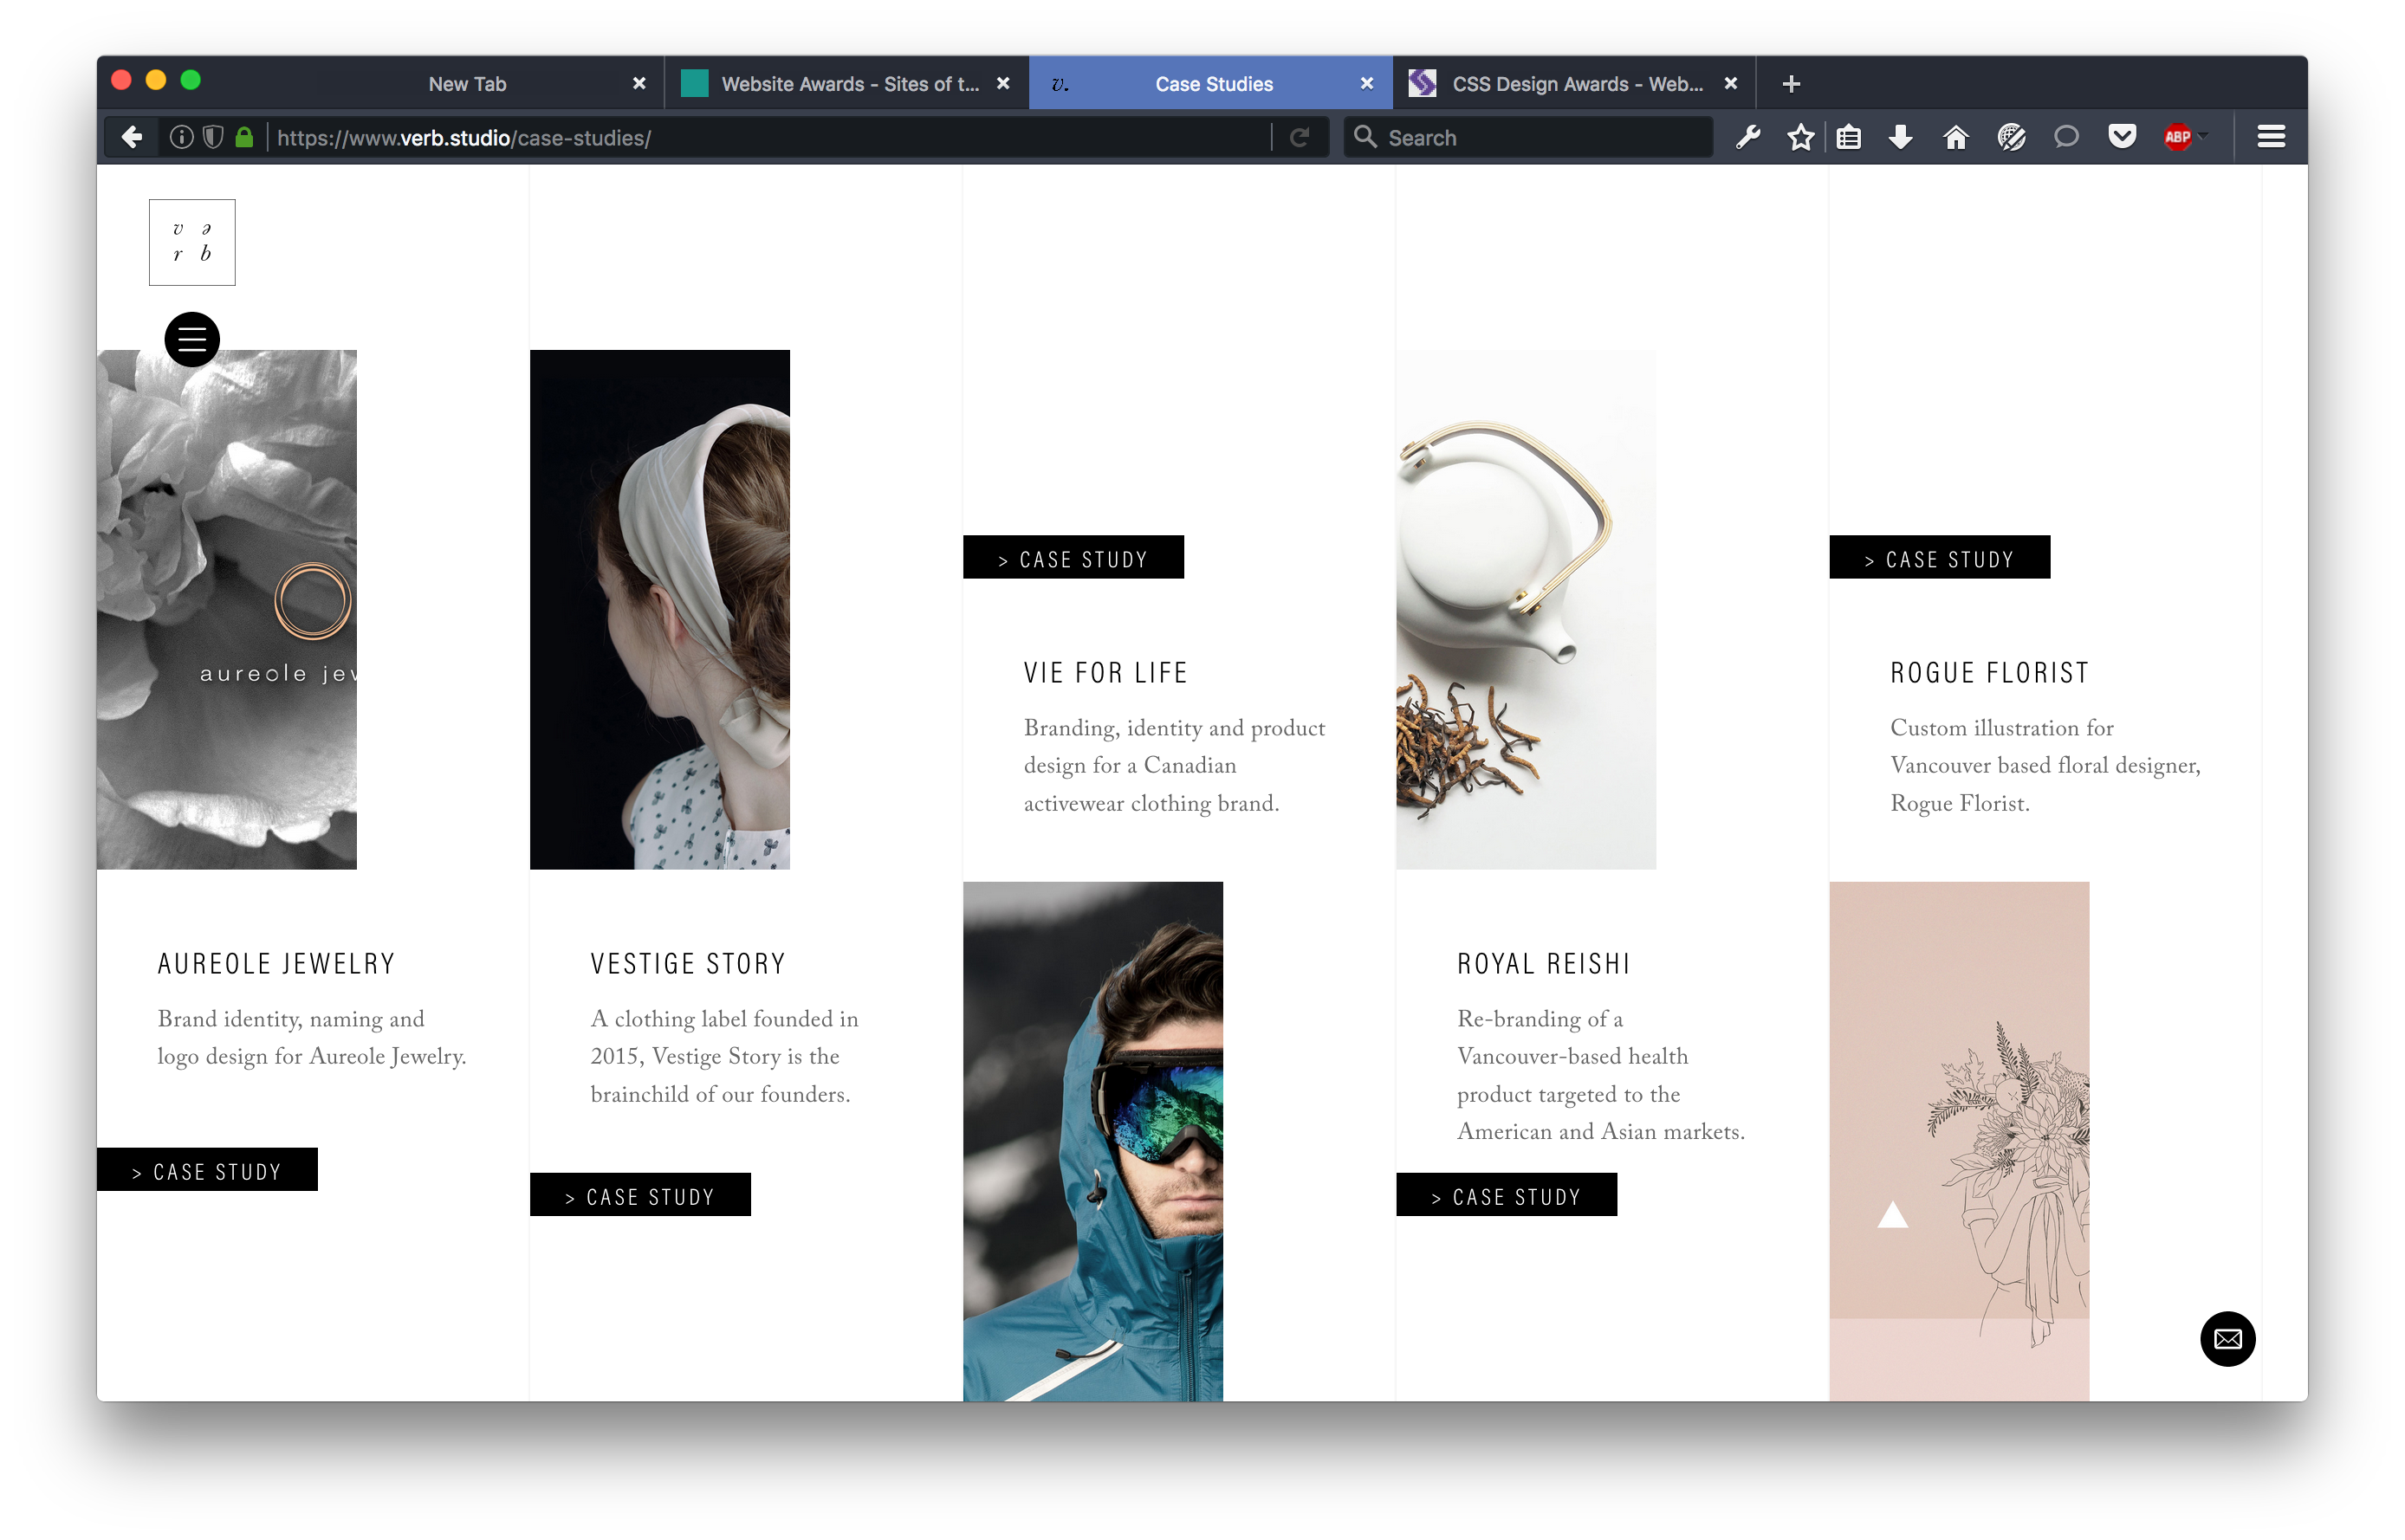 New Tab
Website Awards - Sites of t...
v.
Case Studies
CSS Design Awards - Web...
https://www.verb.studio/case-studies/
Search
ABP
v ə
r b
aureole jew
AUREOLE JEWELRY
Brand identity, naming and
logo design for Aureole Jewelry.
> CASE STUDY
VESTIGE STORY
A clothing label founded in
2015, Vestige Story is the
brainchild of our founders.
> CASE STUDY
> CASE STUDY
VIE FOR LIFE
Branding, identity and product
design for a Canadian
activewear clothing brand.
ROYAL REISHI
Re-branding of a
Vancouver-based health
product targeted to the
American and Asian markets.
> CASE STUDY
> CASE STUDY
ROGUE FLORIST
Custom illustration for
Vancouver based floral designer,
Rogue Florist.